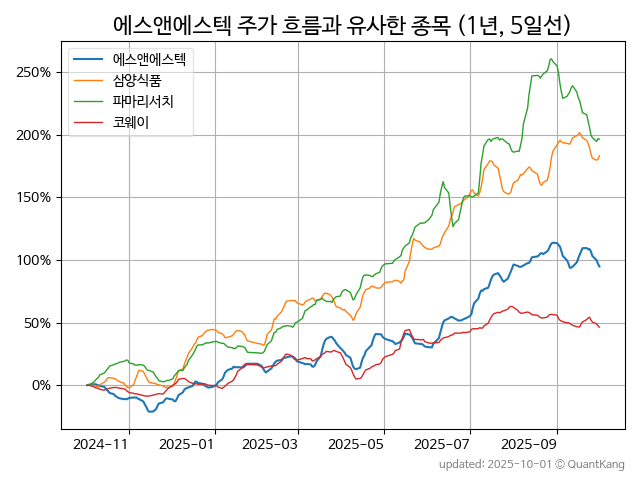 에스앤에스텍 주가 흐름과 유사한 종목 (1년, 5일선)
에스앤에스텍
삼양식품
파마리서치
코웨이
250%
200%
150%
100%
50%
0%
2024-11 2025-01 2025-03 2025-05 2025-07 2025-09
updated: 2025-10-01 © QuantKang